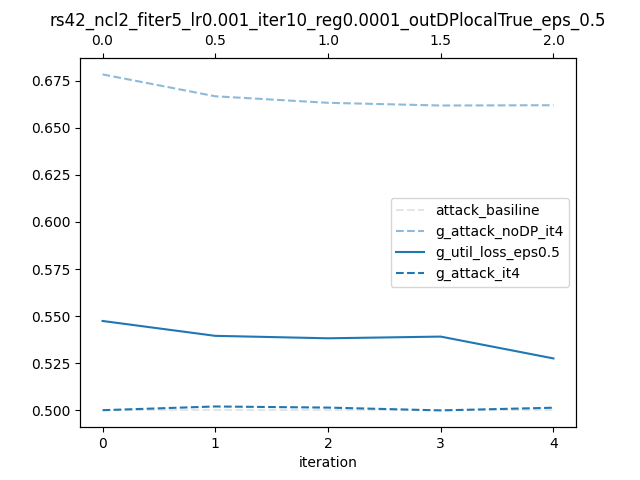 rs42_ncl2_fiter5_lr0.001_iter10_reg0.0001_outDPlocalTrue_eps_0.5
0.0 0.5 1.0 1.5 2.0
0.675
0.650
0.625
0.600
0.575
0.550
0.525
0.500
attack_basiline
g_attack_noDP_it4
g_util_loss_eps0.5
g_attack_it4
0 1 2 3 4
iteration